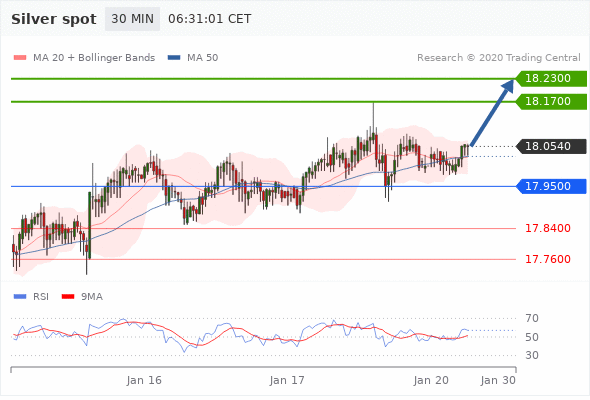 Silver spot 30 MIN 06:31:01 CET
MA 20 + Bollinger Bands MA 50 Research © 2020 Trading Central
18.2300
18.1700
18.0540
17.9500
17.8400
17.7600
RSI 9MA
70
50
30
Jan 16 Jan 17 Jan 20 Jan 30